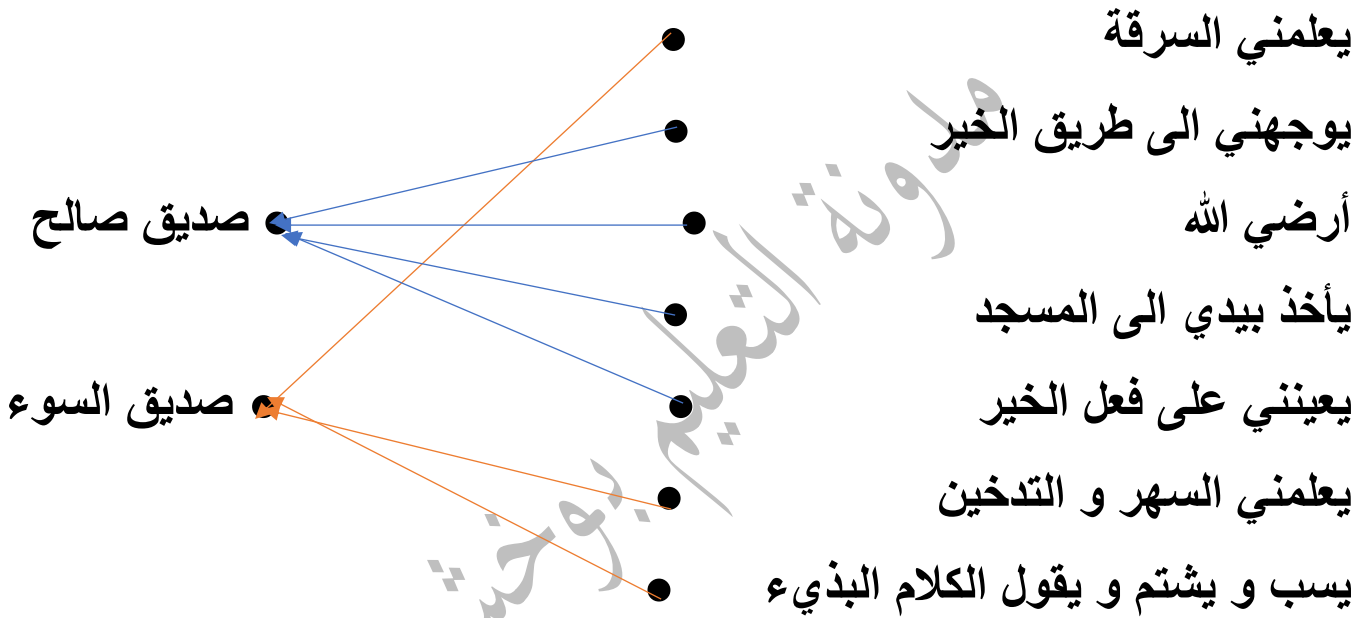 يعلمني السرقة
يوجهني الى طريق الخير
أرضي الله
صديق صالح
يأخذ بيدي الى المسجد
يعينني على فعل الخير
صديق السوء
يعلمني السهر و التدخين
يسب و يشتم و يقول الكلام البذيء
مدونة التعليم